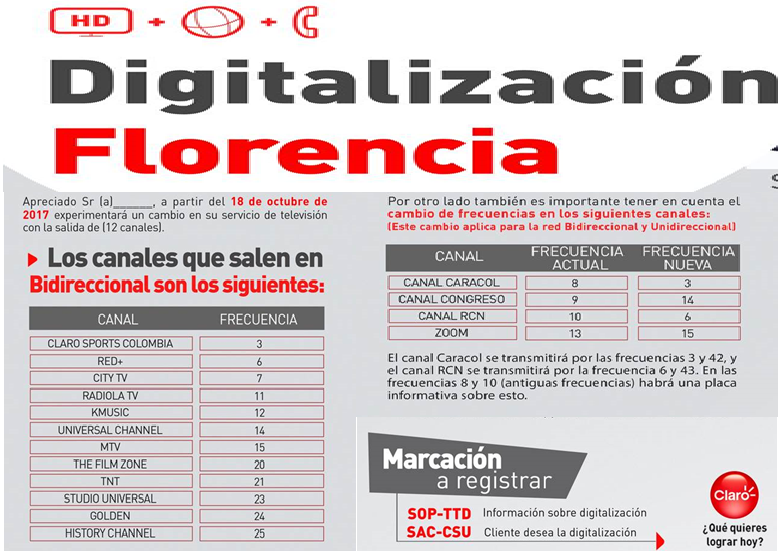 HD
Digitalización
Florencia
Apreciado Sr (a)______, a partir del 18 de octubre de
2017 experimentará un cambio en su servicio de televisión
con la salida de (12 canales).
Los canales que salen en
Bidireccional son los siguientes:
CANAL FRECUENCIA
CLARO SPORTS COLOMBIA 3
RED+ 6
CITY TV 7
RADIOLA TV 11
KMUSIC 12
UNIVERSAL CHANNEL 14
MTV 15
THE FILM ZONE 20
TNT 21
STUDIO UNIVERSAL 23
GOLDEN 24
HISTORY CHANNEL 25
Por otro lado también es importante tener en cuenta el
cambio de frecuencias en los siguientes canales:
(Este cambio aplica para la red Bidireccional y Unidireccional)
CANAL FRECUENCIA ACTUAL FRECUENCIA NUEVA
CANAL CARACOL 8 3
CANAL CONGRESO 9 14
CANAL RCN 10 6
ZOOM 13 15
El canal Caracol se transmitirá por las frecuencias 3 y 42, y
el canal RCN se transmitirá por la frecuencia 6 y 43. En las
frecuencias 8 y 10 (antiguas frecuencias) habrá una placa
informativa sobre esto.
Marcación
a registrar
SOP-TTD Información sobre digitalización
SAC-CSU Cliente desea la digitalización
Claro
¿Qué quieres
lograr hoy?